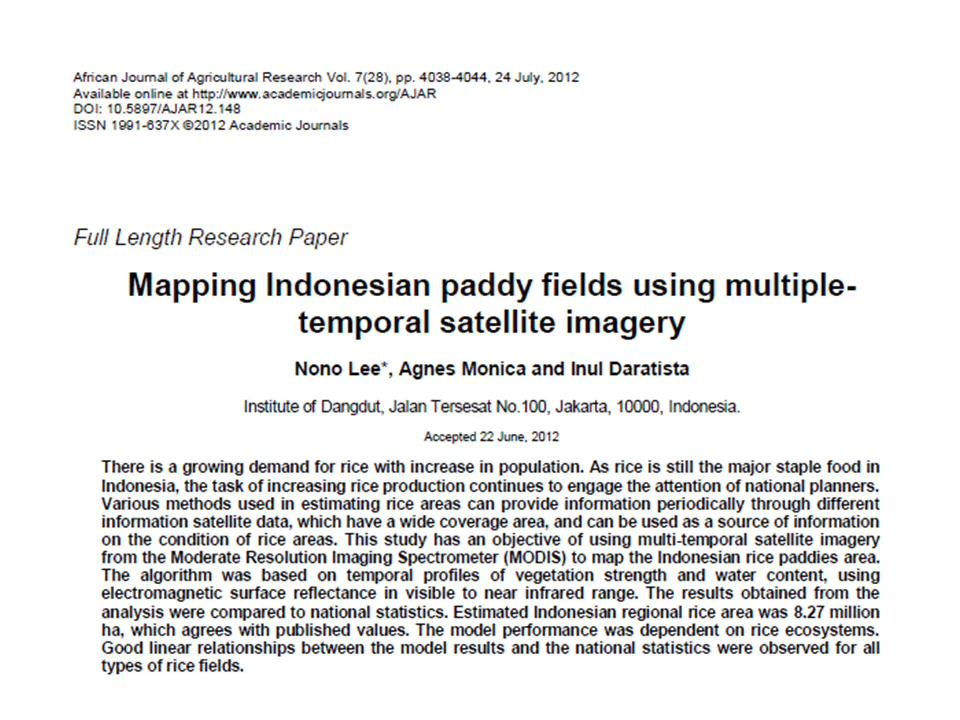 African Journal of Agricultural Research Vol. 7(28), pp. 4038-4044, 24 July, 2012
Available online at http://www.academicjournals.org/AJAR
DOI: 10.5897/AJAR12.148
ISSN 1991-637X ©2012 Academic Journals
Full Length Research Paper
Mapping Indonesian paddy fields using multiple-
temporal satellite imagery
Nono Lee*, Agnes Monica and Inul Daratista
Institute of Dangdut, Jalan Tersesat No.100, Jakarta, 10000, Indonesia.
Accepted 22 June, 2012
There is a growing demand for rice with increase in population. As rice is still the major staple food in
Indonesia, the task of increasing rice production continues to engage the attention of national planners.
Various methods used in estimating rice areas can provide information periodically through different
information satellite data, which have a wide coverage area, and can be used as a source of information
on the condition of rice areas. This study has an objective of using multi-temporal satellite imagery
from the Moderate Resolution Imaging Spectrometer (MODIS) to map the Indonesian rice paddies area.
The algorithm was based on temporal profiles of vegetation strength and water content, using
electromagnetic surface reflectance in visible to near infrared range. The results obtained from the
analysis were compared to national statistics. Estimated Indonesian regional rice area was 8.27 million
ha, which agrees with published values. The model performance was dependent on rice ecosystems.
Good linear relationships between the model results and the national statistics were observed for all
types of rice fields.